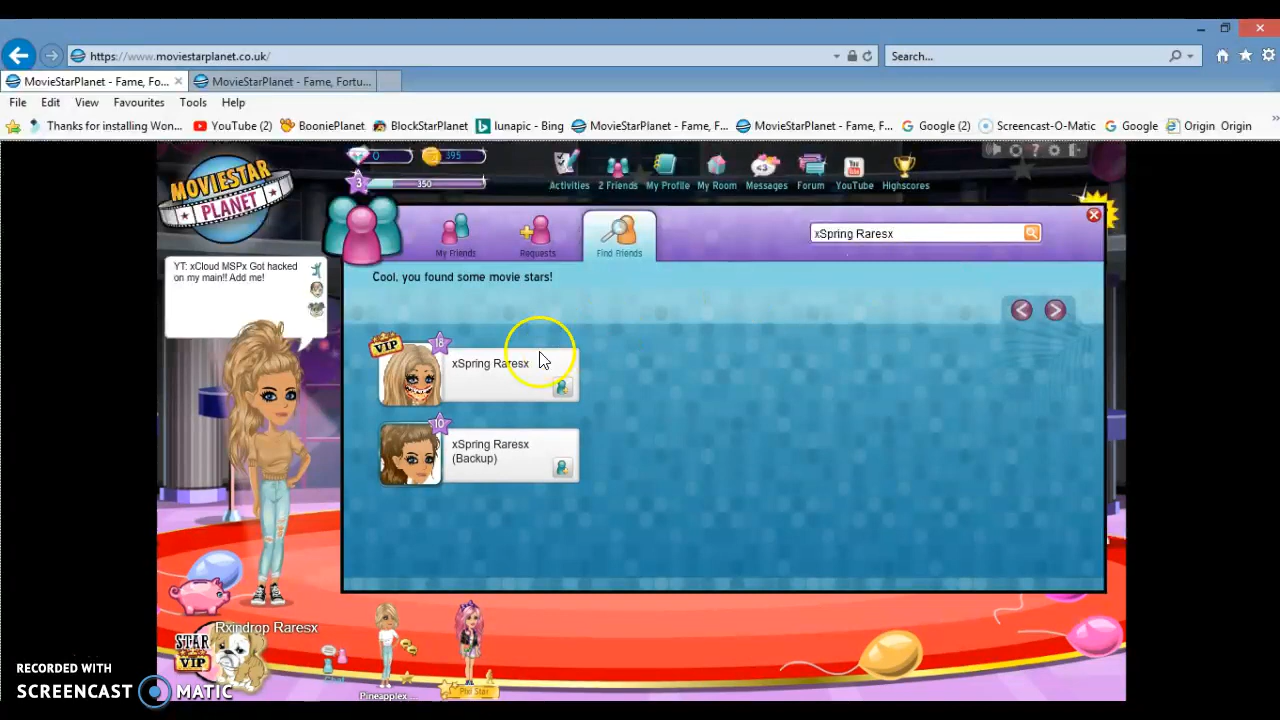 https://www.moviestarplanet.co.uk/
Search...
MovieStarPlanet - Fame, Fo...
MovieStarPlanet - Fame, Fortu...
File Edit View Favourites Tools Help
Thanks for installing Won...
YouTube (2)
BooniePlanet
BlockStarPlanet
lunapic - Bing
MovieStarPlanet - Fame, F...
MovieStarPlanet - Fame, F...
Google (2)
Screencast-O-Matic
Google
Origin Origin
MOVIESTAR
PLANET
0
395
3
350
Activities
2 Friends
My Profile
My Room
Messages
Forum
You
Tube
YouTube
Highscores
My Friends
Requests
Find Friends
xSpring Raresx
YT: xCloud MSPx Got hacked
on my main!! Add me!
Cool, you found some movie stars!
VIP
18
xSpring Raresx
10
xSpring Raresx
(Backup)
Rxindrop Raresx
STAR
VIP
Chat
Pineapplex ...
Pixi Star
RECORDED WITH
SCREENCAST MATIC